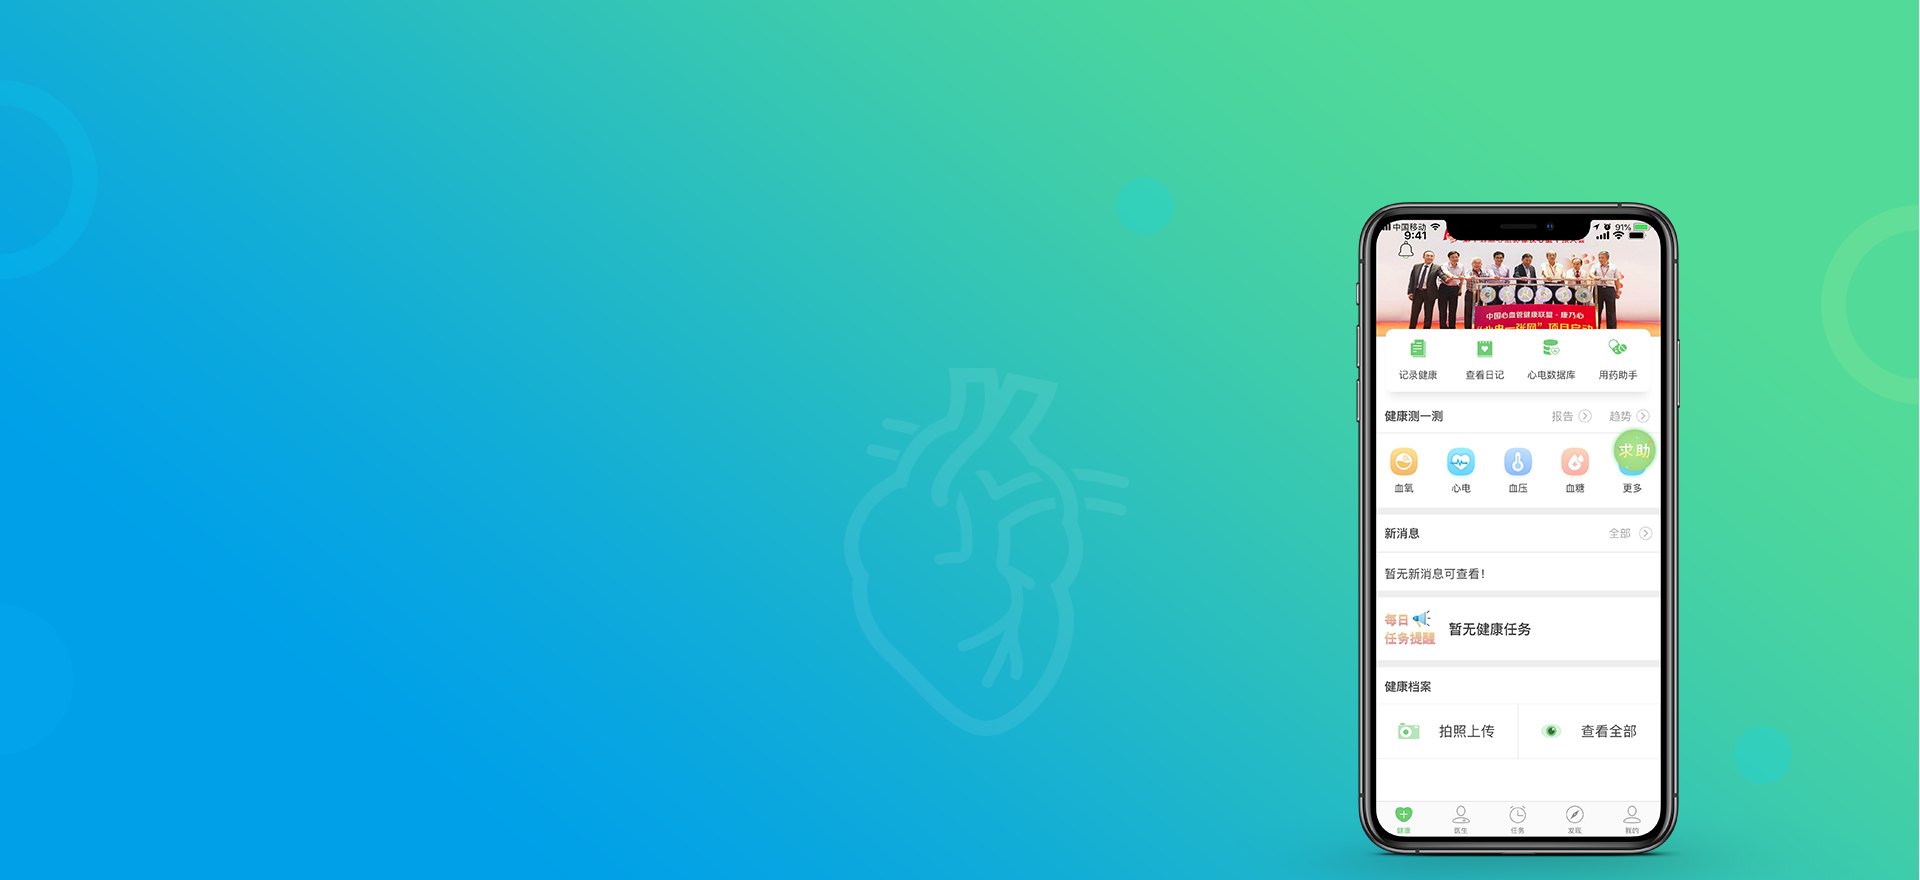 中国移动
91%
9:41
中国心血管健康联盟·康乃心
记录健康
查看日记
心电数据库
用药助手
健康测一测
报告
趋势
求助
血氧
心电
血压
血糖
更多
新消息
全部
暂无新消息可查看!
每日
任务提醒
暂无健康任务
健康档案
拍照上传
查看全部
健康
医生
任务
发现
我的